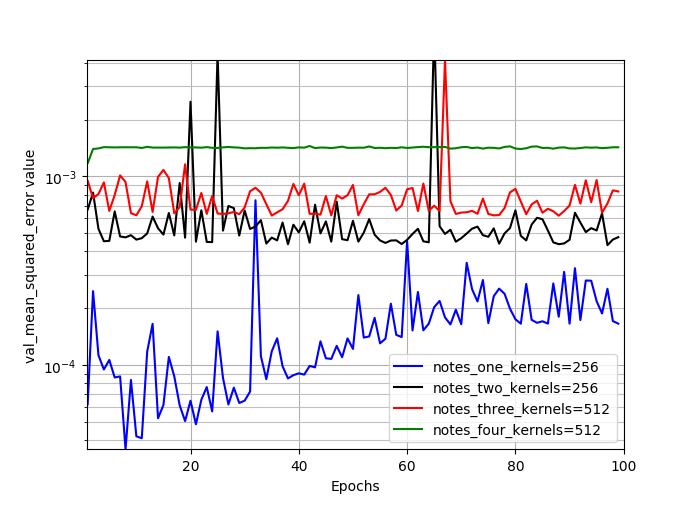 val_mean_squared_error value
10⁻³
10⁻⁴
20
40
60
80
100
Epochs
notes_one_kernels=256
notes_two_kernels=256
notes_three_kernels=512
notes_four_kernels=512